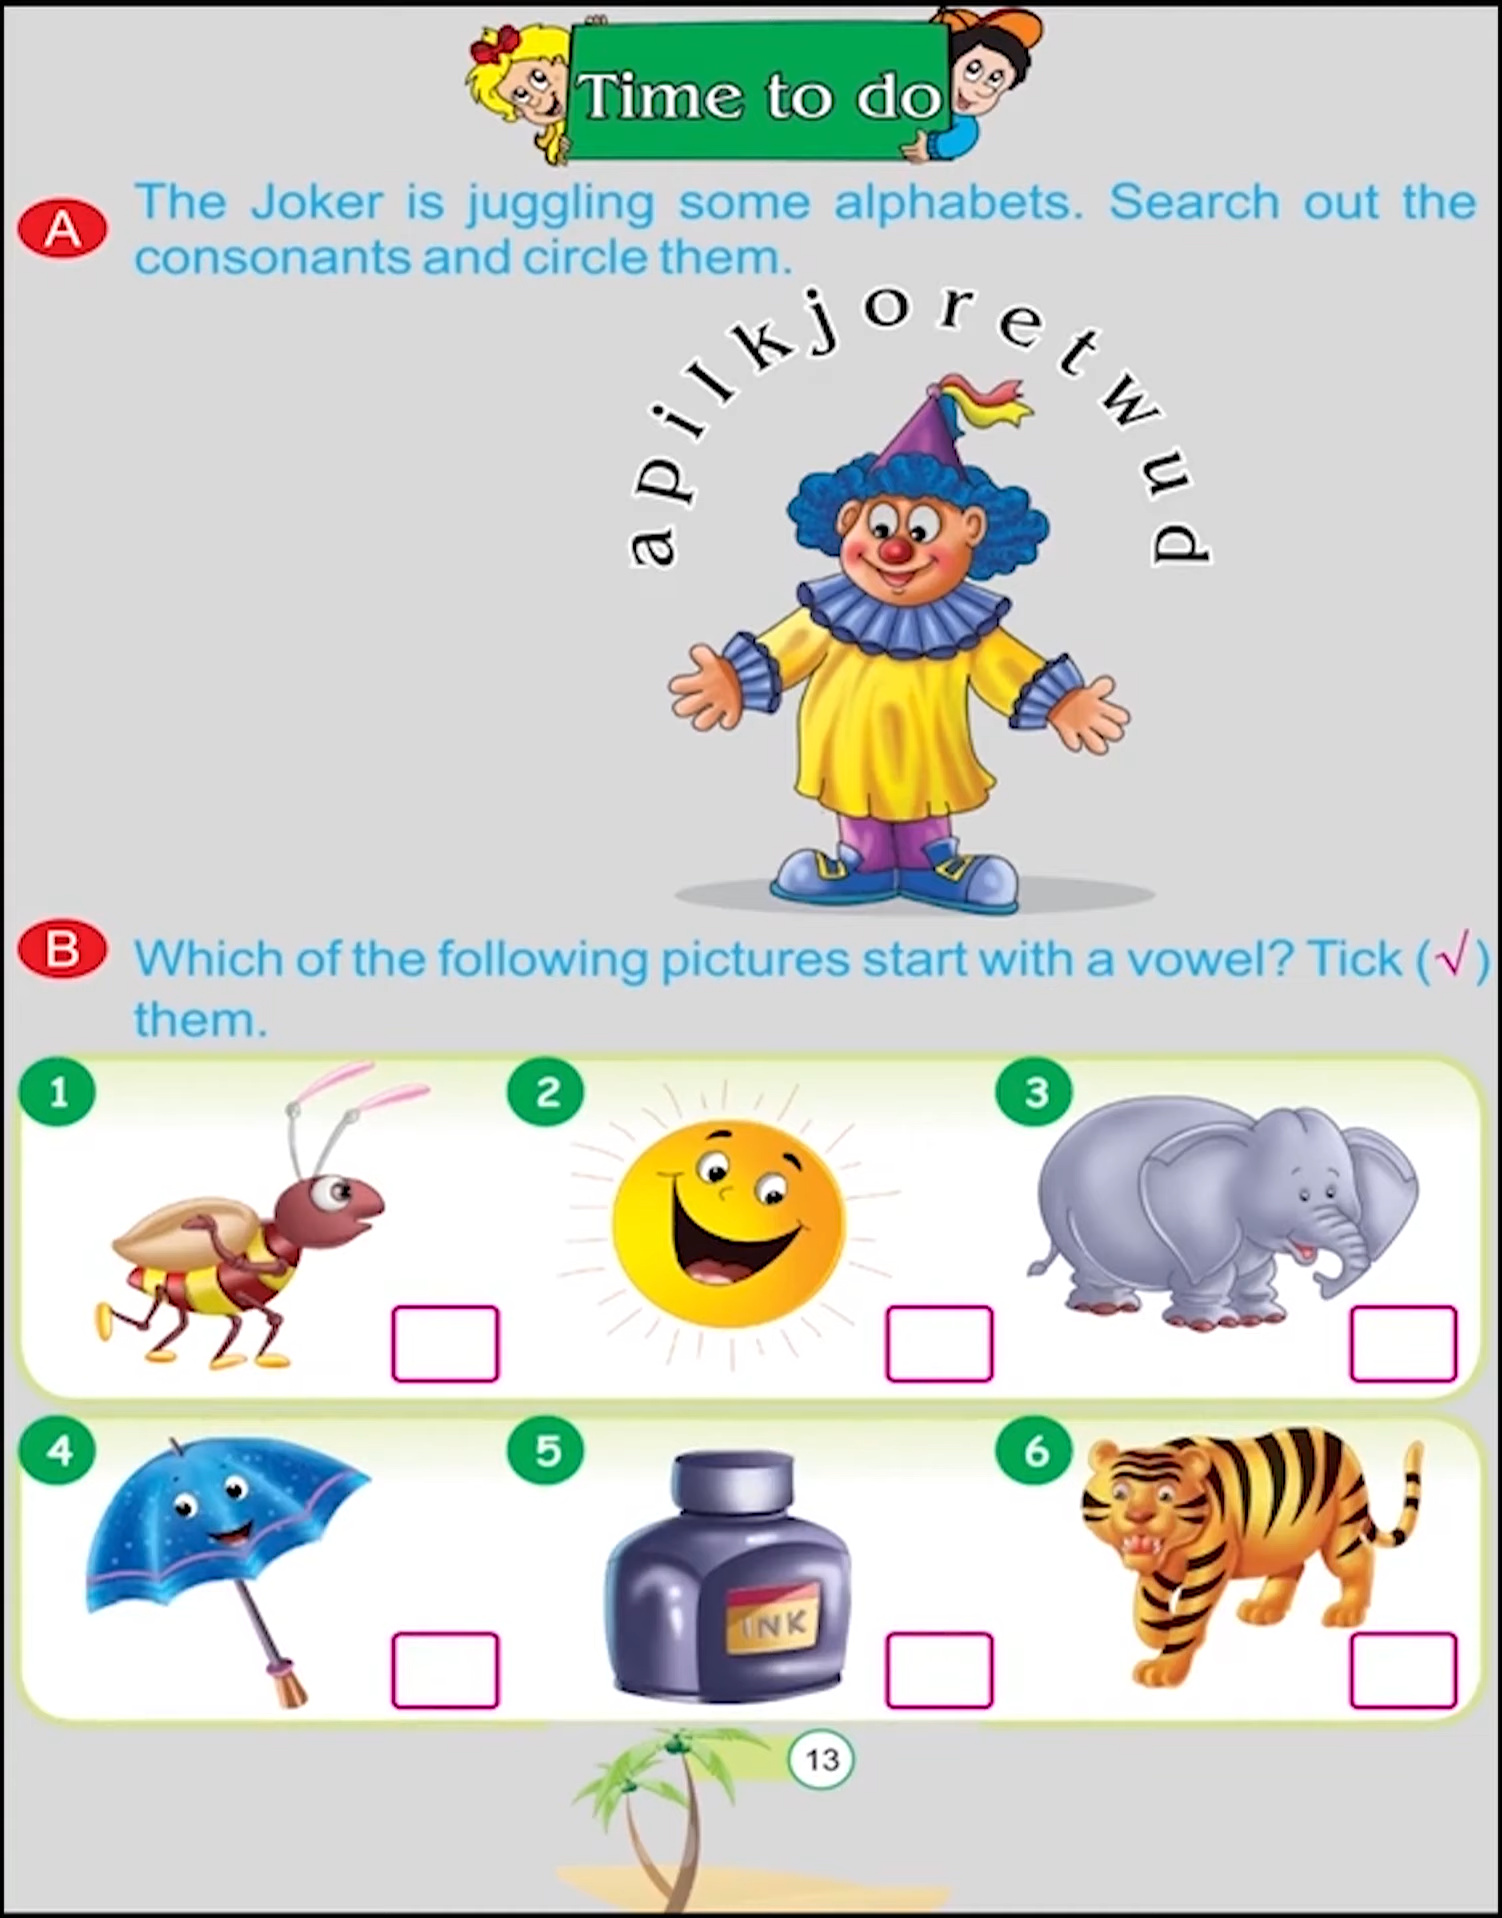 Time to do
A
The Joker is juggling some alphabets. Search out the
consonants and circle them.
a p i l k j o r e t w u d
B
Which of the following pictures start with a vowel? Tick (√)
them.
1 2 3
4 5 6
INK
13